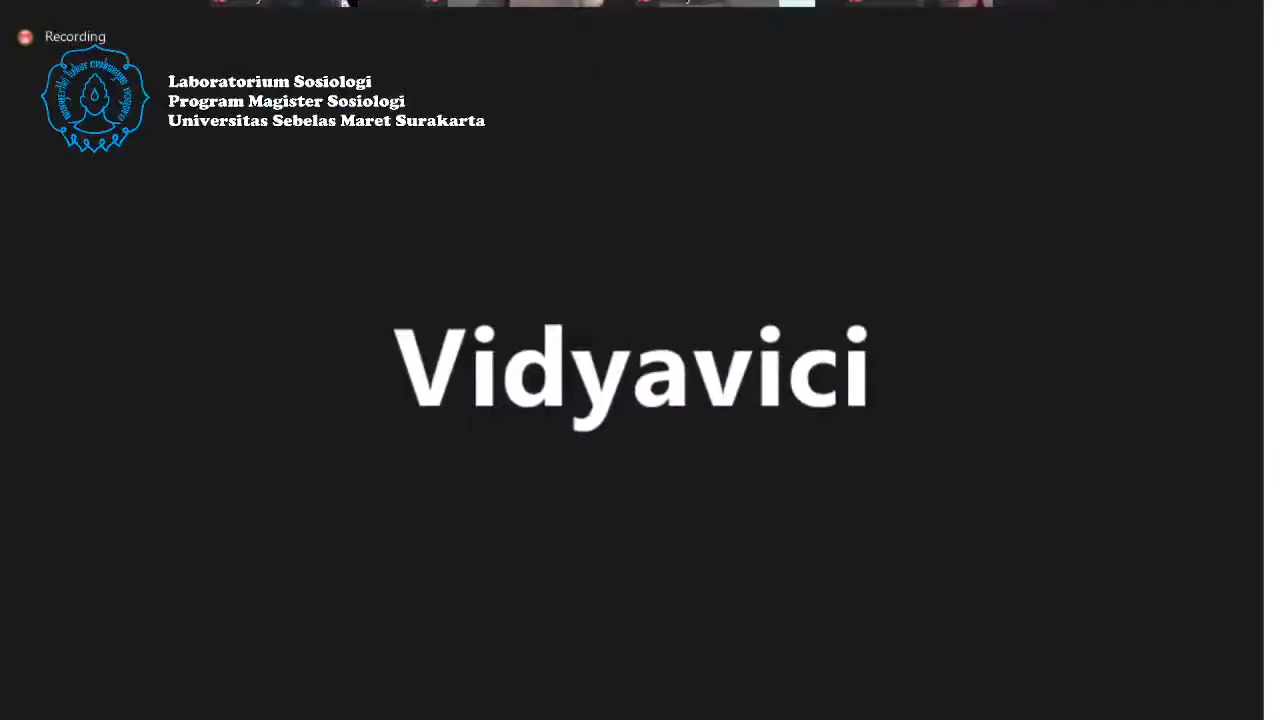 Recording
Laboratorium Sosiologi
Program Magister Sosiologi
Universitas Sebelas Maret Surakarta
Vidyavici